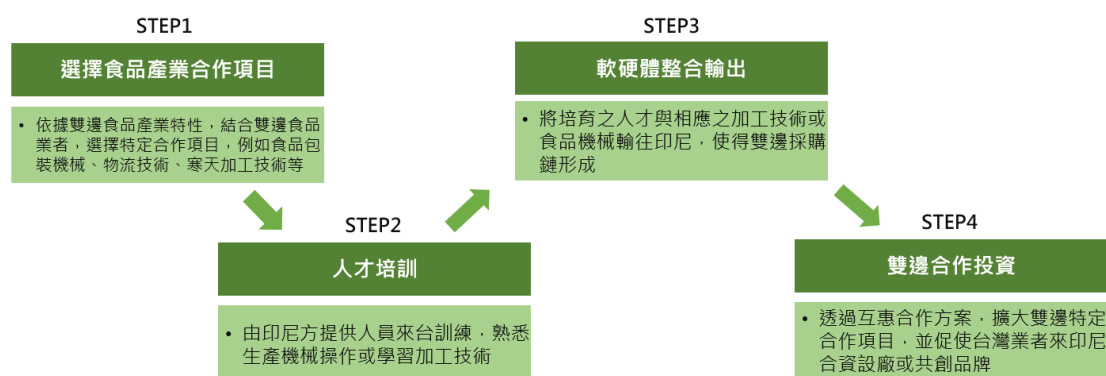 STEP1
選擇食品產業合作項目
• 依據雙邊食品產業特性，結合雙邊食品
業者，選擇特定合作項目，例如食品包
裝機械、物流技術、寒天加工技術等
STEP2
人才培訓
• 由印尼方提供人員來台訓練，熟悉
生產機械操作或學習加工技術
STEP3
軟硬體整合輸出
• 將培育之人才與相應之加工技術或
食品機械輸往印尼，使得雙邊採購
鏈形成
STEP4
雙邊合作投資
• 透過互惠合作方案，擴大雙邊特定
合作項目，並促使台灣業者來印尼
合資設廠或共創品牌